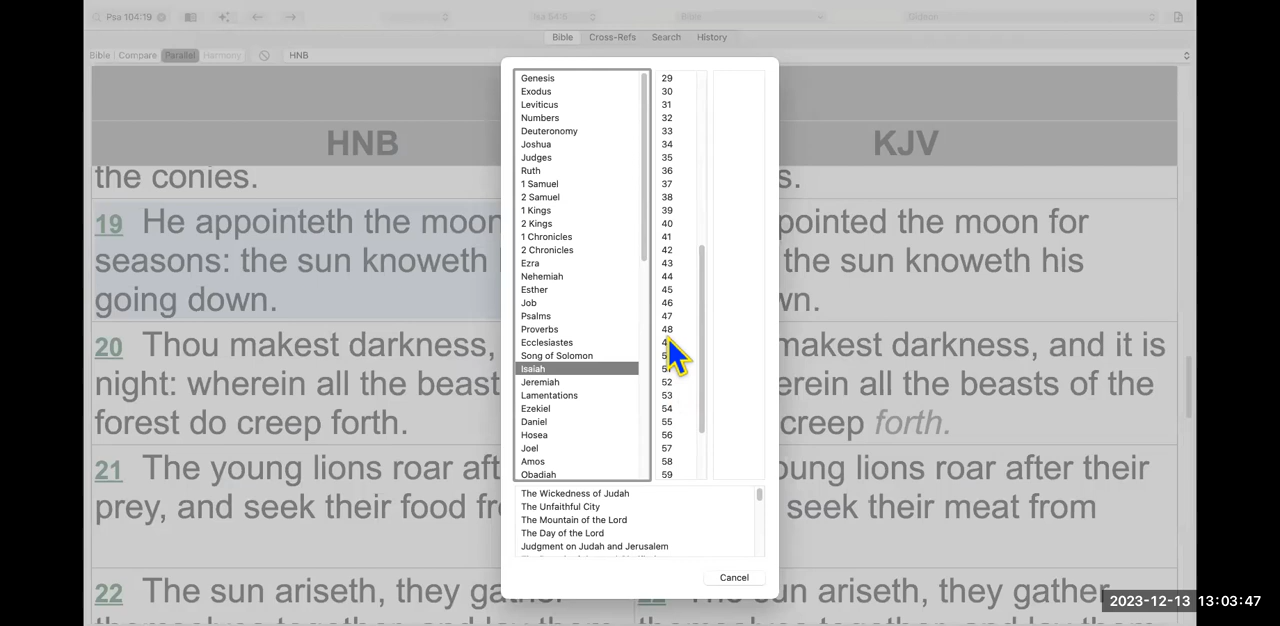 Psa 104:19
Bible
Gideon
Bible Cross-Refs Search History
Bible Compare Parallel Harmony HNB
HNB KJV
the conies. s.
19 He appointeth the moon pointed the moon for
seasons: the sun knoweth the sun knoweth his
going down. wn.
20 Thou makest darkness, makest darkness, and it is
night: wherein all the beast erein all the beasts of the
forest do creep forth. creep forth.
21 The young lions roar aft oung lions roar after their
prey, and seek their food fr seek their meat from
22 The sun ariseth, they gather The sun ariseth, they gather
Genesis
Exodus
Leviticus
Numbers
Deuteronomy
Joshua
Judges
Ruth
1 Samuel
2 Samuel
1 Kings
2 Kings
1 Chronicles
2 Chronicles
Ezra
Nehemiah
Esther
Job
Psalms
Proverbs
Ecclesiastes
Song of Solomon
Isaiah
Jeremiah
Lamentations
Ezekiel
Daniel
Hosea
Joel
Amos
Obadiah
29
30
31
32
33
34
35
36
37
38
39
40
41
42
43
44
45
46
47
48
52
53
54
55
56
57
58
59
The Wickedness of Judah
The Unfaithful City
The Mountain of the Lord
The Day of the Lord
Judgment on Judah and Jerusalem
Cancel
2023-12-13 13:03:47